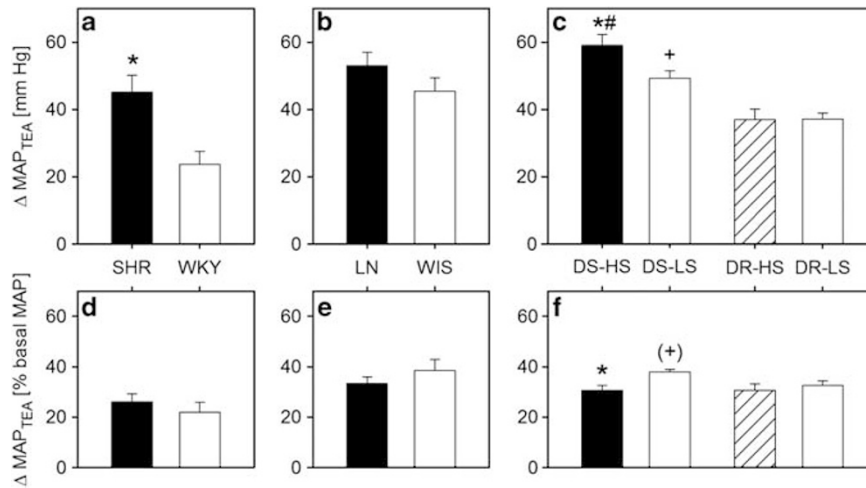 a
b
c
Δ MAP_TEA [mm Hg]
60
40
20
0
*
60
40
20
0
60
40
20
0
*#
+
SHR WKY
LN WIS
DS-HS DS-LS DR-HS DR-LS
d
e
f
Δ MAP_TEA [% basal MAP]
60
40
20
0
60
40
20
0
60
40
20
0
*
(+)